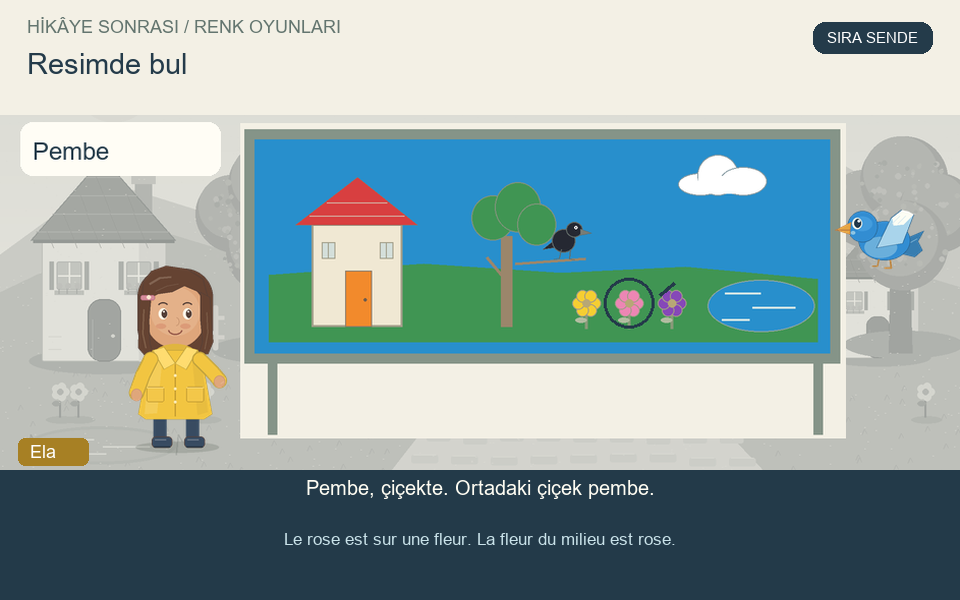 HİKÂYE SONRASI / RENK OYUNLARI
Resimde bul
SIRA SENDE
Pembe
Ela
Pembe, çiçekte. Ortadaki çiçek pembe.
Le rose est sur une fleur. La fleur du milieu est rose.